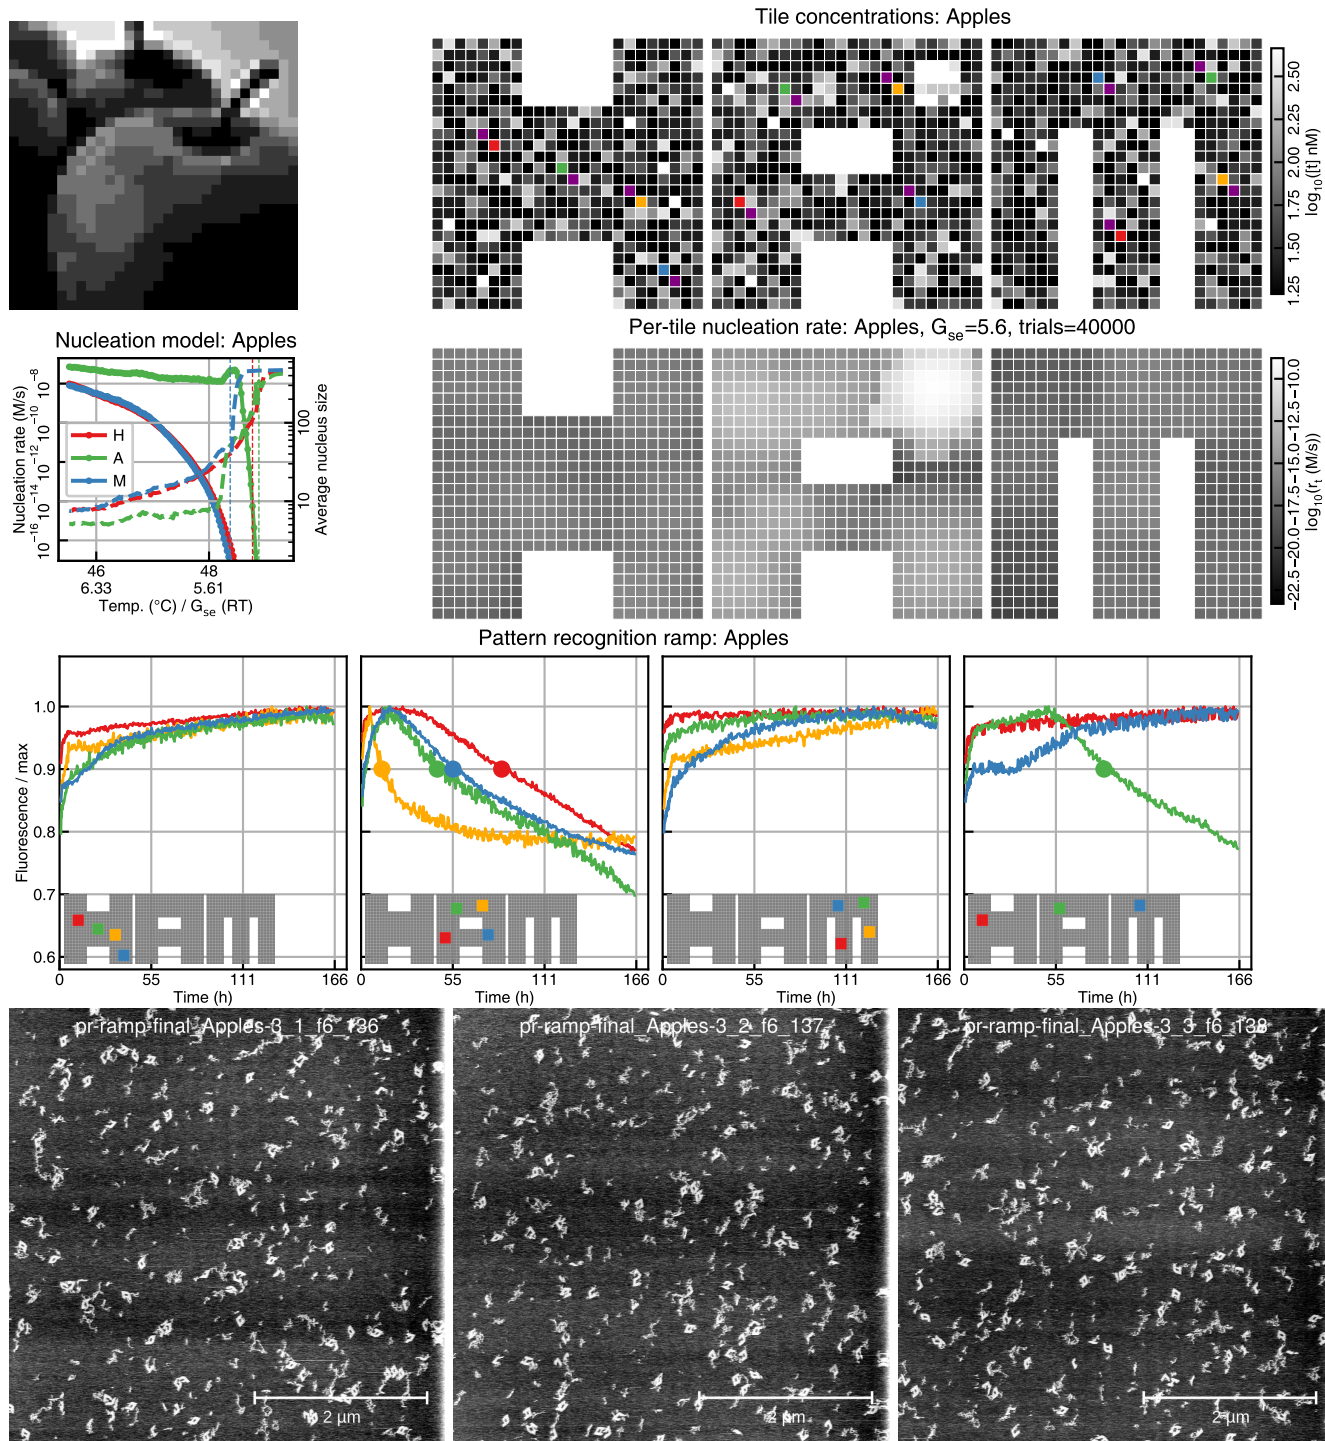 Tile concentrations: Apples
2.50
2.25
2.00
1.75
1.50
1.25
log10([t] nM)
Nucleation model: Apples
Nucleation rate (M/s)
10⁻⁸
10⁻¹⁰
10⁻¹²
10⁻¹⁴
10⁻¹⁶
H
A
M
100
10
Average nucleus size
46
48
6.33
5.61
Temp. (°C) / Gse (RT)
Per-tile nucleation rate: Apples, Gse=5.6, trials=40000
−10.0
−12.5
−15.0
−17.5
−20.0
−22.5
log10(rt (M/s))
Pattern recognition ramp: Apples
Fluorescence / max
1.0
0.9
0.8
0.7
0.6
0 55 111 166
Time (h)
0 55 111 166
Time (h)
0 55 111 166
Time (h)
0 55 111 166
Time (h)
pr-ramp-final_Apples-3_1_f6_136
pr-ramp-final_Apples-3_2_f6_137
pr-ramp-final_Apples-3_3_f6_138
2 µm
2 µm
2 µm